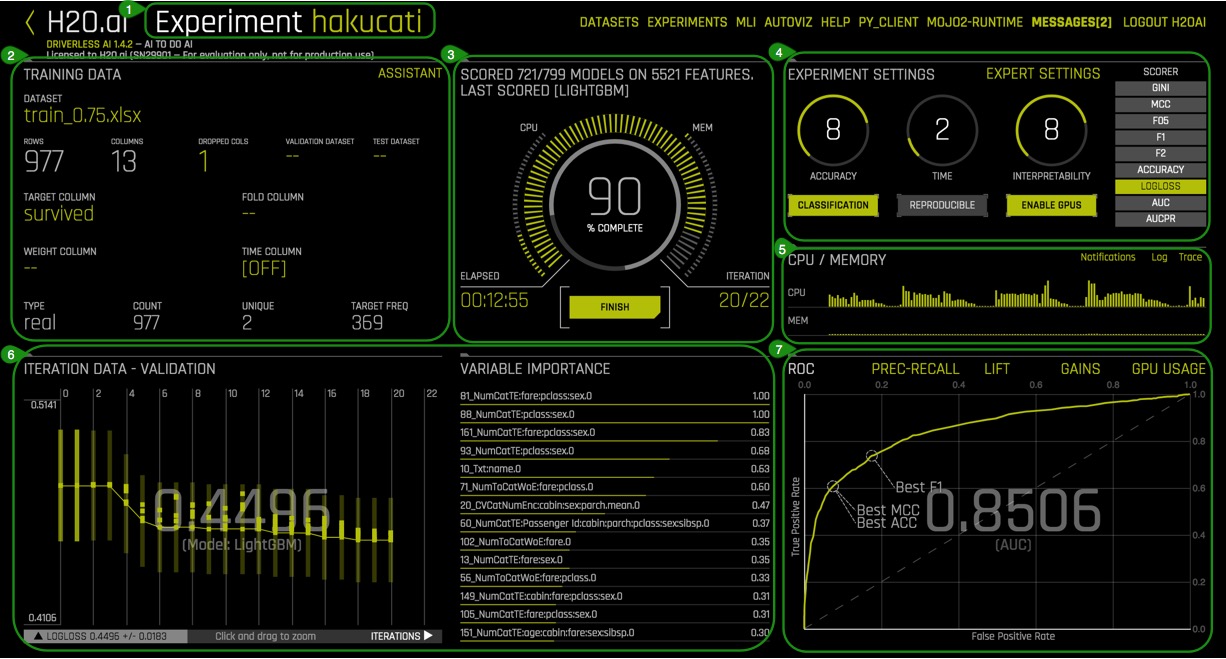 1
H2O.ai Experiment hakucati
DRIVERLESS AI 1.4.2 – AI TO DO AI
Licensed to H2O.ai (SN29901 – For evaluation only, not for production use)
DATASETS EXPERIMENTS MLI AUTOVIZ HELP PY_CLIENT MOJO2-RUNTIME MESSAGES[2] LOGOUT H2OAI
2
TRAINING DATA ASSISTANT
DATASET
train_0.75.xlsx
ROWS COLUMNS DROPPED COLS VALIDATION DATASET TEST DATASET
977 13 1 -- --
TARGET COLUMN FOLD COLUMN
survived --
WEIGHT COLUMN TIME COLUMN
-- [OFF]
TYPE COUNT UNIQUE TARGET FREQ
real 977 2 369
3
SCORED 721/799 MODELS ON 5521 FEATURES.
LAST SCORED [LIGHTGBM]
CPU MEM
90
% COMPLETE
ELAPSED ITERATION
00:12:55 FINISH 20/22
4
EXPERIMENT SETTINGS EXPERT SETTINGS
8 2 8
ACCURACY TIME INTERPRETABILITY
CLASSIFICATION REPRODUCIBLE ENABLE GPUS
SCORER
GINI
MCC
F05
F1
F2
ACCURACY
LOGLOSS
AUC
AUCPR
5
CPU / MEMORY Notifications Log Trace
CPU
MEM
6
ITERATION DATA - VALIDATION
0 2 4 6 8 10 12 14 16 18 20 22
0.5141
0.4496
(Model: LightGBM)
0.4106
LOGLOSS 0.4496 +/- 0.0183 Click and drag to zoom ITERATIONS
VARIABLE IMPORTANCE
81_NumCatTE:fare:pclass:sex.0 1.00
88_NumCatTE:pclass:sex.0 1.00
161_NumCatTE:fare:pclass:sex.0 0.83
93_NumCatTE:pclass:sex.0 0.68
10_Txt:name.0 0.63
71_NumToCatWoE:fare:pclass.0 0.60
20_CVCatNumEnc:cabin:sex:parch.mean.0 0.47
60_NumCatTE:Passenger Id:cabin:parch:pclass:sex:sibsp.0 0.37
102_NumToCatWoE:fare.0 0.35
13_NumCatTE:fare:sex.0 0.35
56_NumToCatWoE:fare:pclass.0 0.33
149_NumCatTE:cabin:fare:pclass:sex.0 0.31
105_NumCatTE:fare:pclass:sex.0 0.31
151_NumCatTE:age:cabin:fare:sex:sibsp.0 0.30
7
ROC PREC-RECALL LIFT GAINS GPU USAGE
0.0 0.2 0.4 0.6 0.8 1.0
1.0
0.8
0.6
0.4
0.2
0.0
True Positive Rate
Best F1
Best MCC
Best ACC
0.8506
(AUC)
False Positive Rate